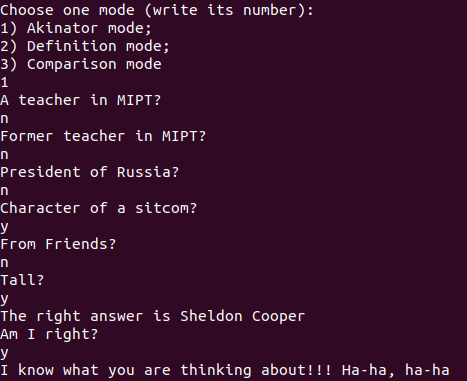 Choose one mode (write its number):
1) Akinator mode;
2) Definition mode;
3) Comparison mode
1
A teacher in MIPT?
n
Former teacher in MIPT?
n
President of Russia?
n
Character of a sitcom?
y
From Friends?
n
Tall?
y
The right answer is Sheldon Cooper
Am I right?
y
I know what you are thinking about!!! Ha-ha, ha-ha